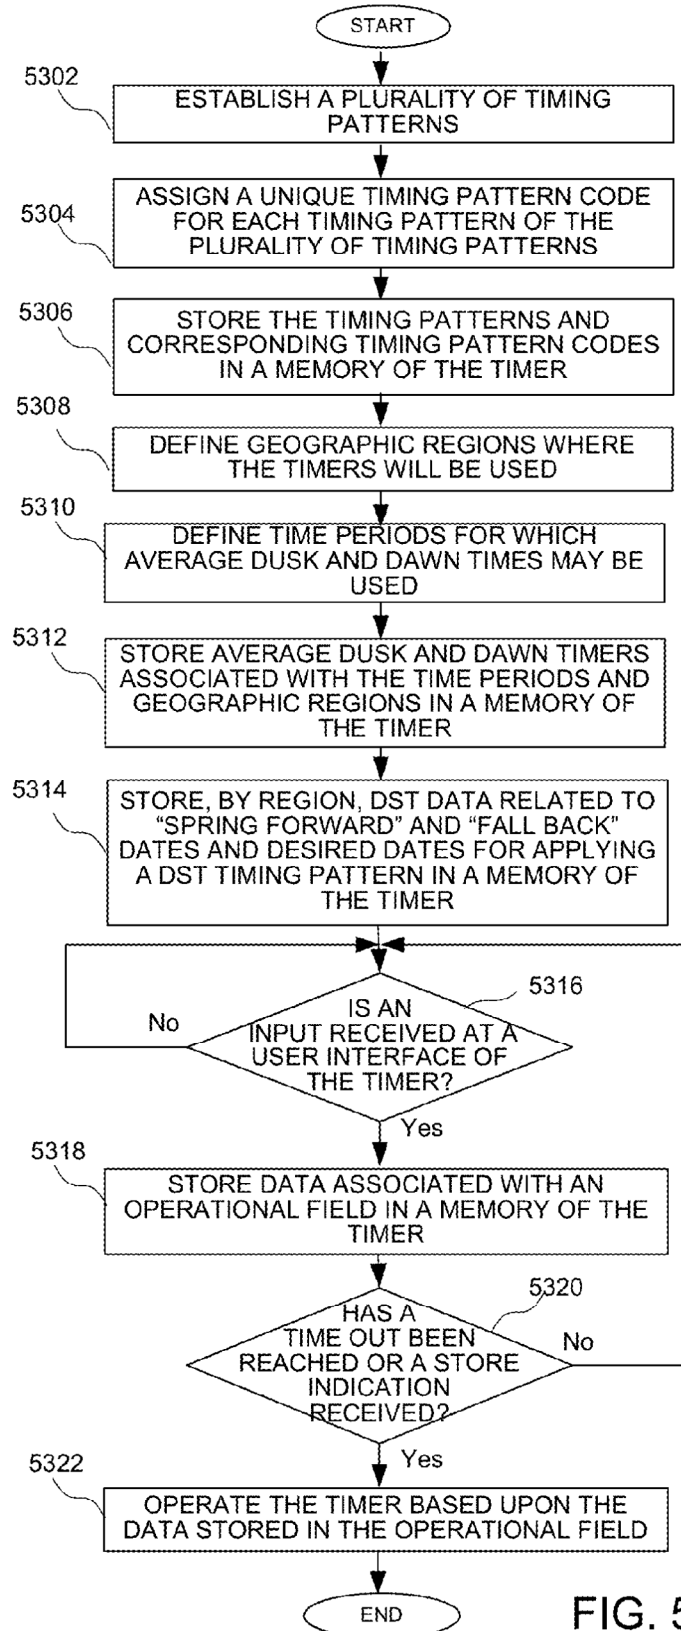 START
5302
ESTABLISH A PLURALITY OF TIMING
PATTERNS
5304
ASSIGN A UNIQUE TIMING PATTERN CODE
FOR EACH TIMING PATTERN OF THE
PLURALITY OF TIMING PATTERNS
5306
STORE THE TIMING PATTERNS AND
CORRESPONDING TIMING PATTERN CODES
IN A MEMORY OF THE TIMER
5308
DEFINE GEOGRAPHIC REGIONS WHERE
THE TIMERS WILL BE USED
5310
DEFINE TIME PERIODS FOR WHICH
AVERAGE DUSK AND DAWN TIMES MAY BE
USED
5312
STORE AVERAGE DUSK AND DAWN TIMERS
ASSOCIATED WITH THE TIME PERIODS AND
GEOGRAPHIC REGIONS IN A MEMORY OF
THE TIMER
5314
STORE, BY REGION, DST DATA RELATED TO
“SPRING FORWARD” AND “FALL BACK”
DATES AND DESIRED DATES FOR APPLYING
A DST TIMING PATTERN IN A MEMORY OF
THE TIMER
5316
IS AN
INPUT RECEIVED AT A
USER INTERFACE OF
THE TIMER?
No
Yes
5318
STORE DATA ASSOCIATED WITH AN
OPERATIONAL FIELD IN A MEMORY OF THE
TIMER
5320
HAS A
TIME OUT BEEN
REACHED OR A STORE
INDICATION
RECEIVED?
No
Yes
5322
OPERATE THE TIMER BASED UPON THE
DATA STORED IN THE OPERATIONAL FIELD
END
FIG. 5